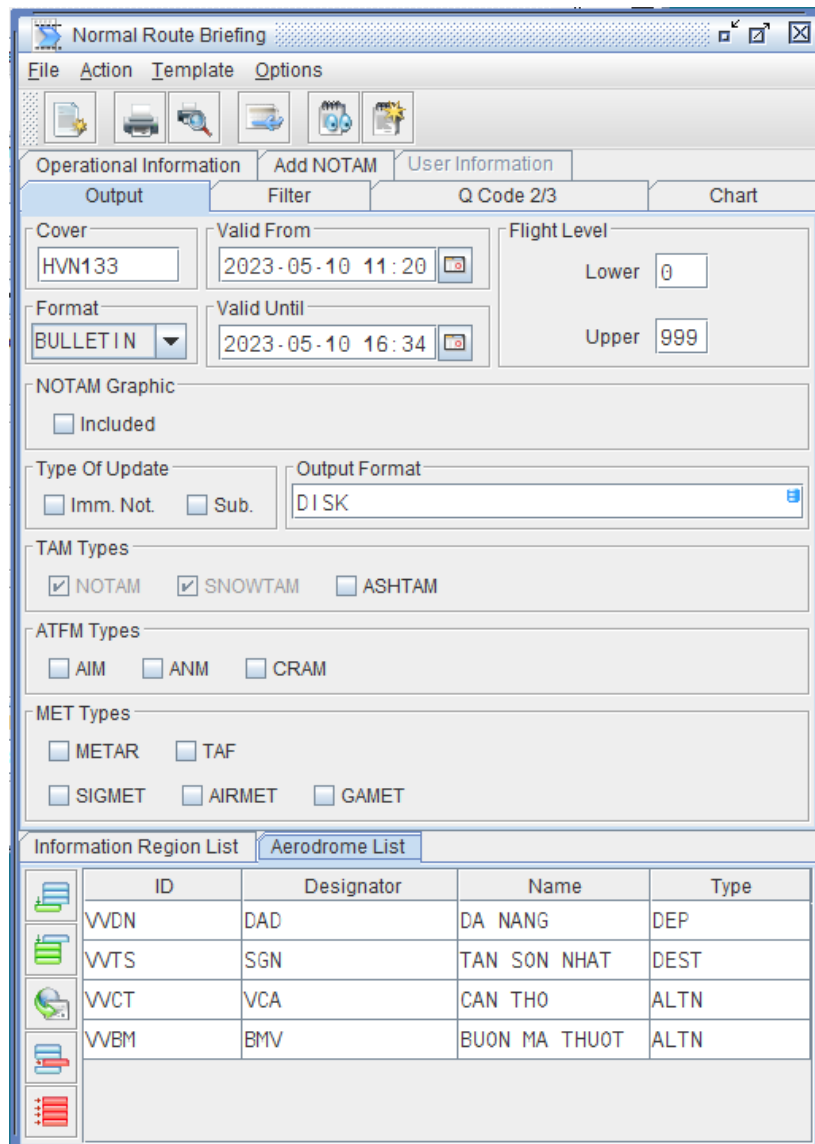 Normal Route Briefing
File Action Template Options
Operational Information Add NOTAM User Information
Output Filter Q Code 2/3 Chart
Cover Valid From Flight Level
HVN133 2023-05-10 11:20 Lower 0
Format Valid Until
BULLETIN 2023-05-10 16:34 Upper 999
NOTAM Graphic
Included
Type Of Update Output Format
Imm. Not. Sub. DISK
TAM Types
NOTAM SNOWTAM ASHTAM
ATFM Types
AIM ANM CRAM
MET Types
METAR TAF
SIGMET AIRMET GAMET
Information Region List Aerodrome List
ID Designator Name Type
VVDN DAD DA NANG DEP
VVTS SGN TAN SON NHAT DEST
VVCT VCA CAN THO ALTN
VVBM BMV BUON MA THUOT ALTN